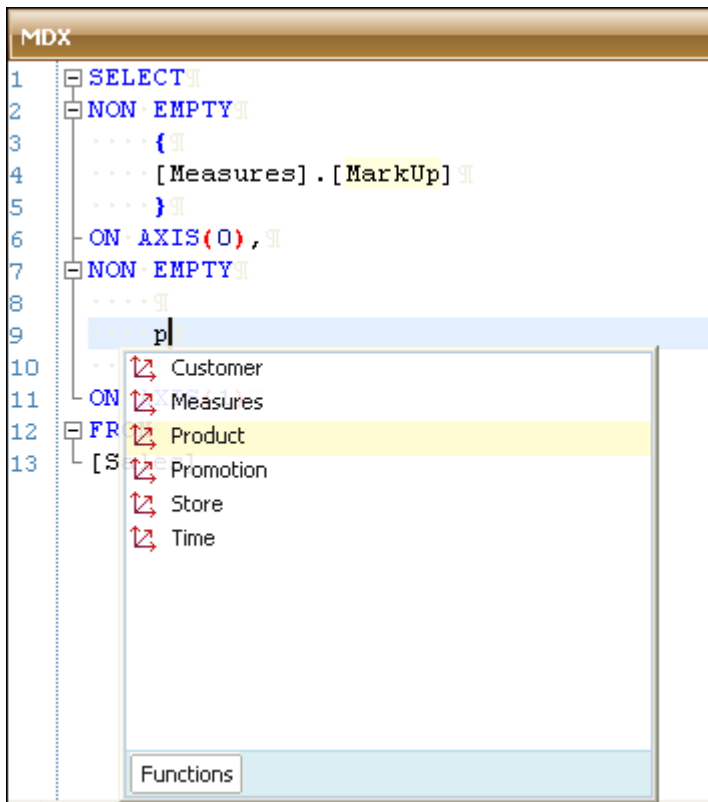 MDX
1 SELECT¶
2 NON EMPTY¶
3 {¶
4 [Measures].[MarkUp]¶
5 }¶
6 ON AXIS(0),¶
7 NON EMPTY¶
8 ¶
9 p
10
11 ON
12 FR
13 [S
Customer
Measures
Product
Promotion
Store
Time
Functions